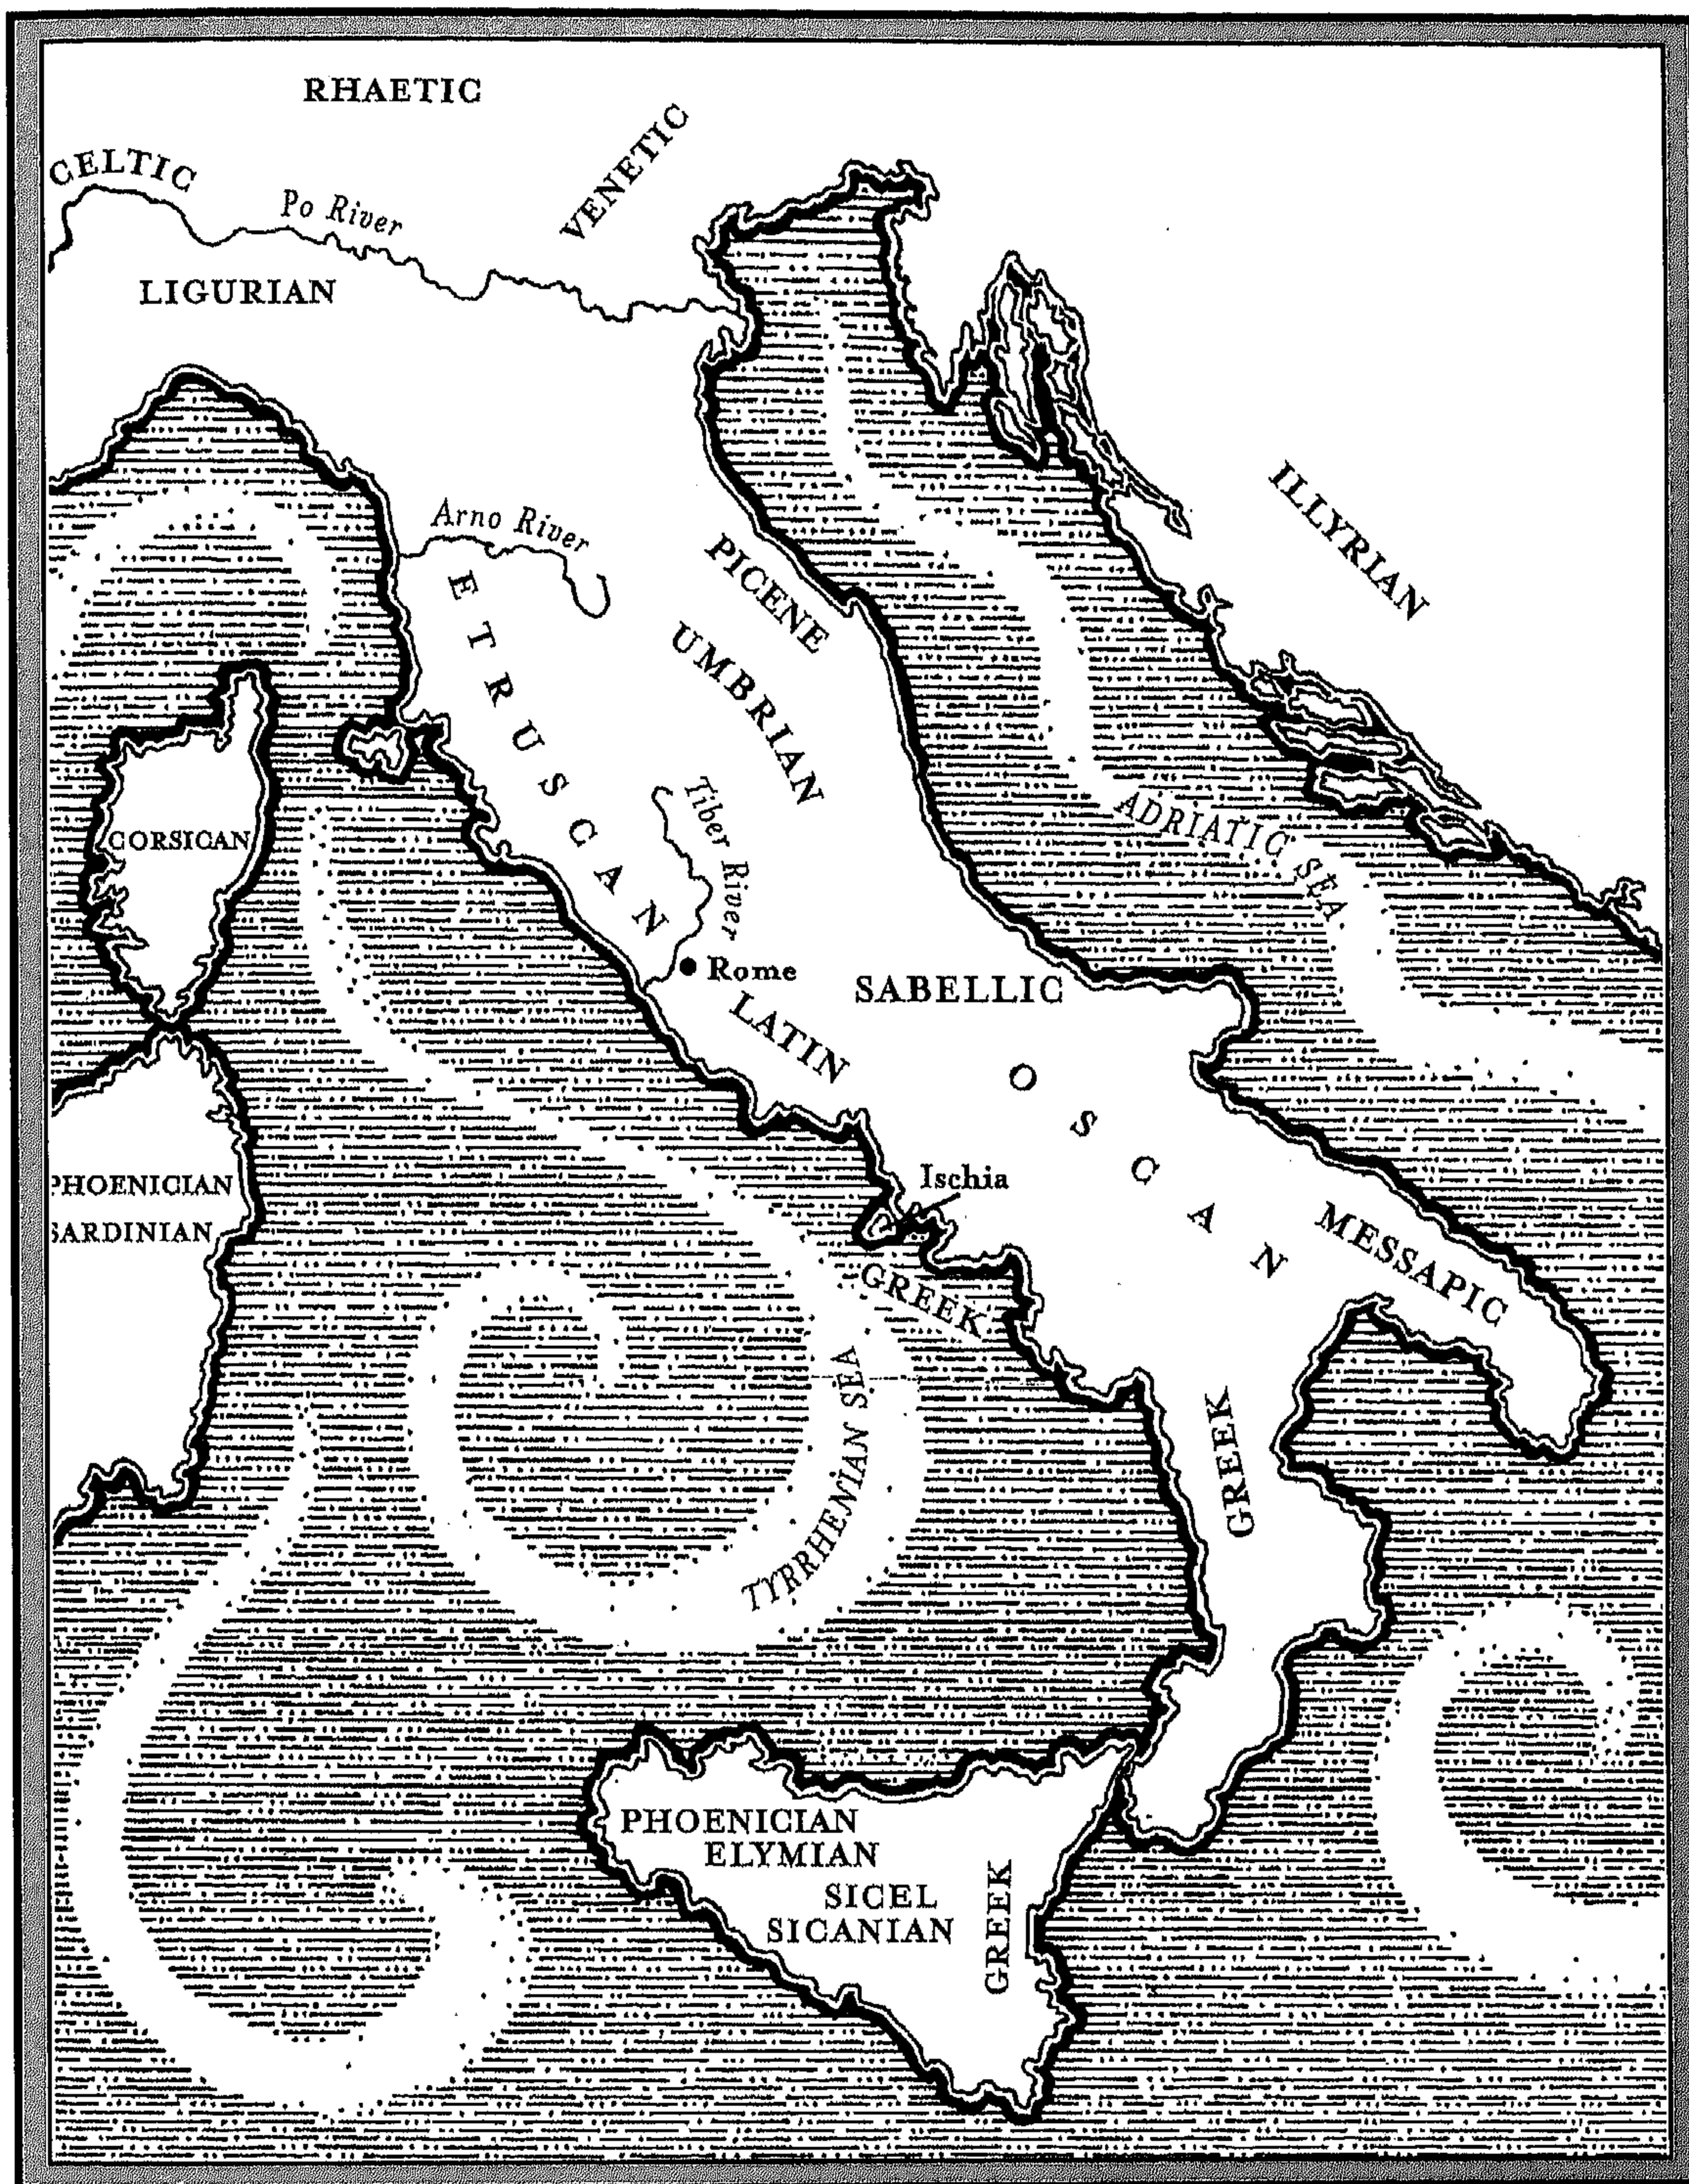 RHAETIC
VENETIC
CELTIC
Po River
LIGURIAN
ILLYRIAN
Arno River
PICENE
ETRUSCAN
UMBRIAN
Tiber River
ADRIATIC SEA
CORSICAN
Rome
SABELLIC
LATIN
OSCAN
Ischia
PHOENICIAN
SARDINIAN
MESSAPIC
GREEK
TYRRHENIAN SEA
GREEK
PHOENICIAN
ELYMIAN
SICEL
SICANIAN
GREEK